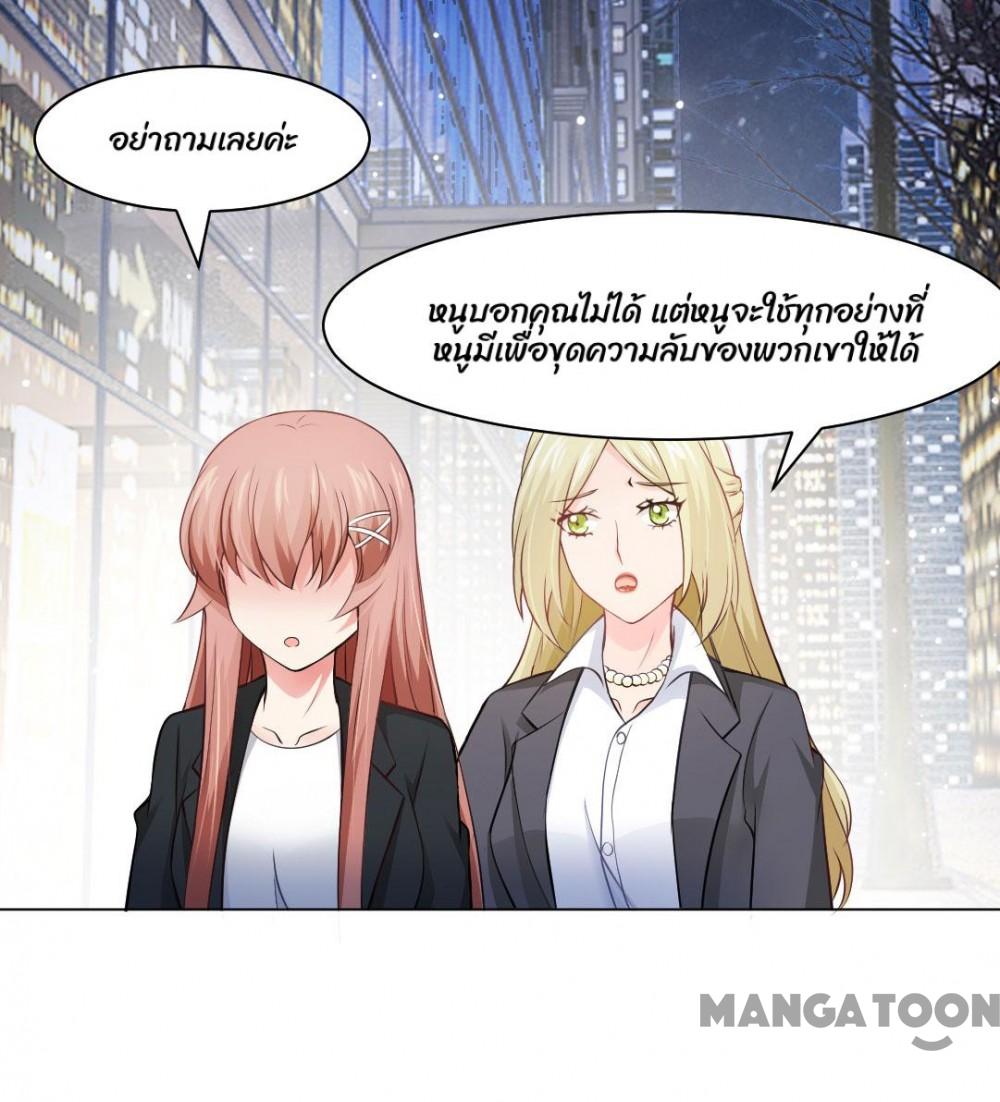 อย่าถามเลยค่ะ
หนูบอกคุณไม่ได้ แต่หนูจะใช้ทุกอย่างที่
หนูมีเพื่อขุดความลับของพวกเขาให้ได้
MANGATOON